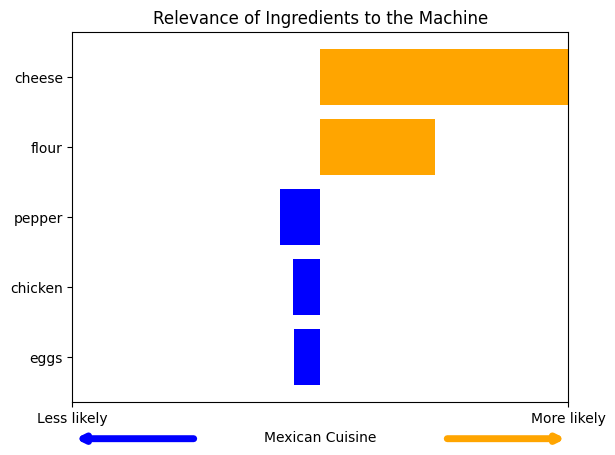 Relevance of Ingredients to the Machine
cheese
flour
pepper
chicken
eggs
Less likely
More likely
Mexican Cuisine